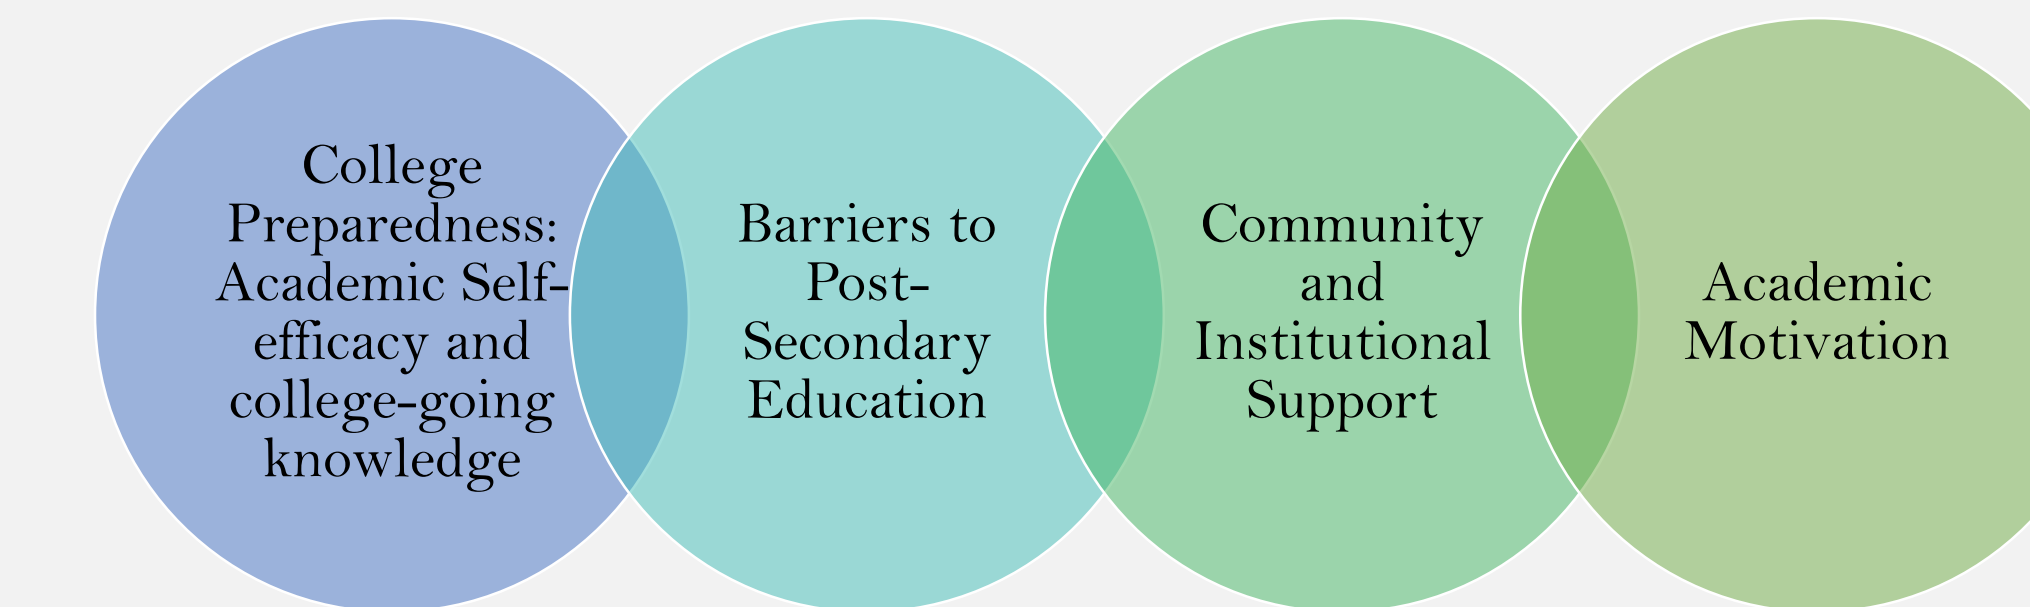 College
Preparedness:
Academic Self-
efficacy and
college-going
knowledge
Barriers to
Post-
Secondary
Education
Community
and
Institutional
Support
Academic
Motivation